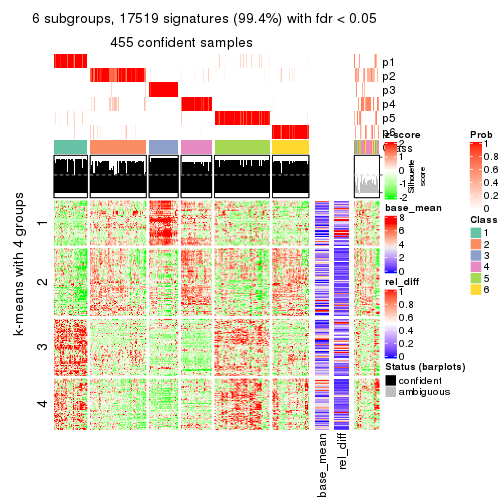 6 subgroups, 17519 signatures (99.4%) with fdr < 0.05
455 confident samples
p1
p2
p3
p4
p5
p6
Class
Silhouette
score
k-means with 4 groups
1
2
3
4
base_mean
rel_diff
z-score
2
1
0
-1
-2
base_mean
8
6
4
2
0
rel_diff
1
0.8
0.6
0.4
0.2
0
Status (barplots)
confident
ambiguous
Prob
1
0.8
0.6
0.4
0.2
0
Class
1
2
3
4
5
6